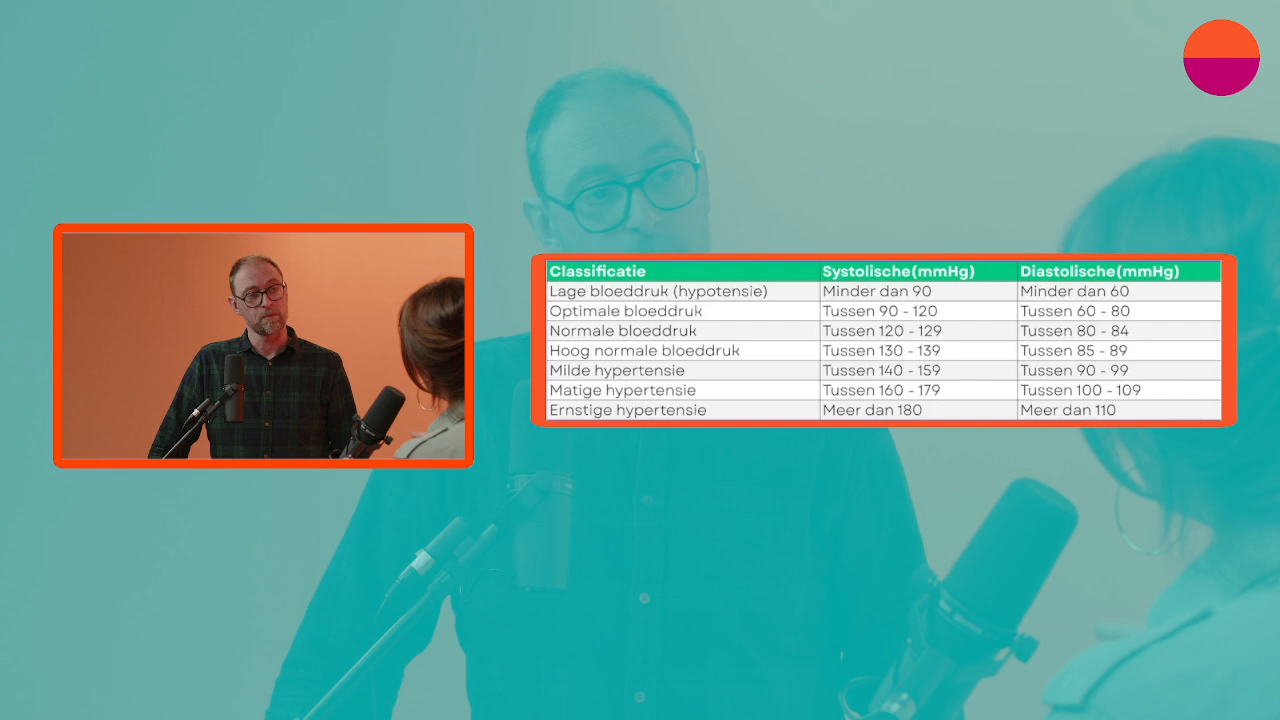 Classificatie Systolische(mmHg) Diastolische(mmHg)
Lage bloeddruk (hypotensie) Minder dan 90 Minder dan 60
Optimale bloeddruk Tussen 90 - 120 Tussen 60 - 80
Normale bloeddruk Tussen 120 - 129 Tussen 80 - 84
Hoog normale bloeddruk Tussen 130 - 139 Tussen 85 - 89
Milde hypertensie Tussen 140 - 159 Tussen 90 - 99
Matige hypertensie Tussen 160 - 179 Tussen 100 - 109
Ernstige hypertensie Meer dan 180 Meer dan 110